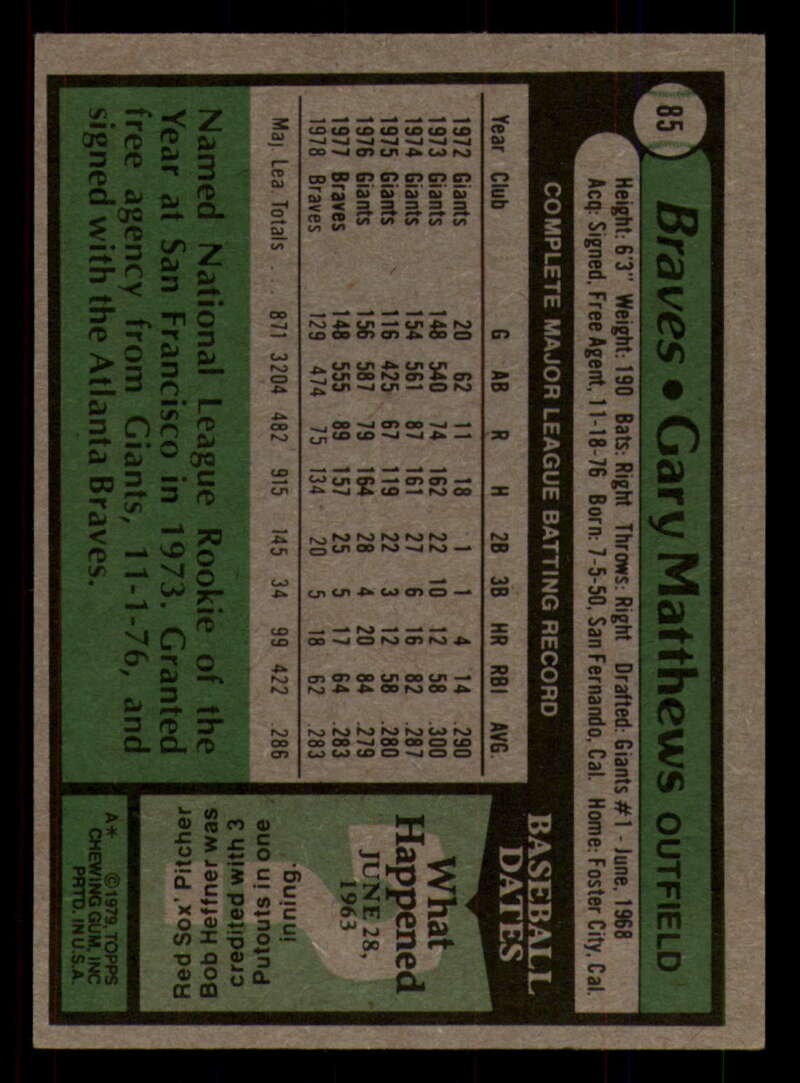 85
Braves • Gary Matthews OUTFIELD
Height: 6'3" Weight: 190 Bats: Right Throws: Right Drafted: Giants #1 - June, 1968
Acq: Signed, Free Agent, 11-18-76 Born: 7-5-50, San Fernando, Cal. Home: Foster City, Cal.
COMPLETE MAJOR LEAGUE BATTING RECORD
Year Club G AB R H 2B 3B HR RBI AVG.
1972 Giants 20 62 11 18 1 1 4 14 .290
1973 Giants 148 540 74 162 22 10 12 58 .300
1974 Giants 154 561 87 161 27 6 16 82 .287
1975 Giants 116 425 67 119 22 3 12 58 .280
1976 Giants 156 587 79 164 28 4 20 84 .279
1977 Braves 148 555 89 157 25 5 17 64 .283
1978 Braves 129 474 75 134 20 5 18 62 .283
Maj. Lea Totals .... 871 3204 482 915 145 34 99 422 .286
Named National League Rookie of the
Year at San Francisco in 1973. Granted
free agency from Giants, 11-1-76, and
signed with the Atlanta Braves.
BASEBALL
DATES
What
Happened
JUNE 28,
1963
?
Red Sox' Pitcher
Bob Heffner was
credited with 3
Putouts in one
inning.
A* ©1979, TOPPS
CHEWING GUM, INC
PRTD. IN U.S.A.